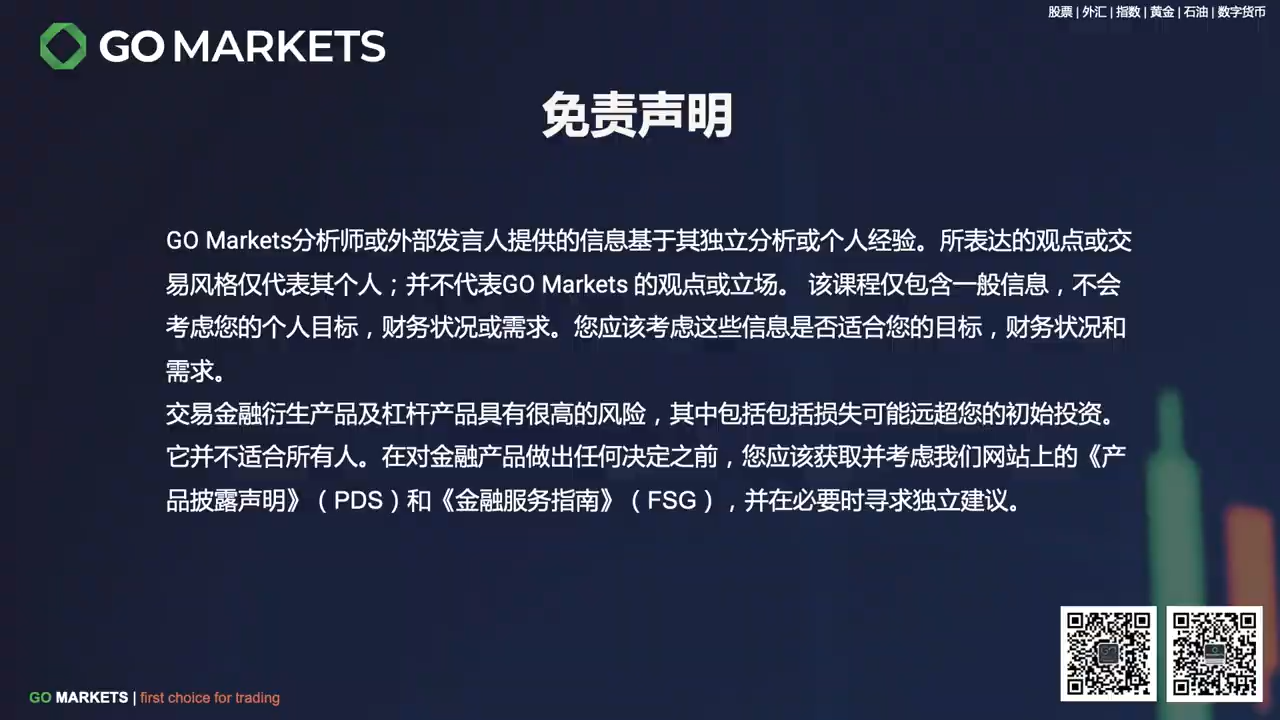 股票 | 外汇 | 指数 | 黄金 | 石油 | 数字货币
GO MARKETS
免责声明
GO Markets分析师或外部发言人提供的信息基于其独立分析或个人经验。所表达的观点或交
易风格仅代表其个人；并不代表GO Markets 的观点或立场。 该课程仅包含一般信息，不会
考虑您的个人目标，财务状况或需求。您应该考虑这些信息是否适合您的目标，财务状况和
需求。
交易金融衍生产品及杠杆产品具有很高的风险，其中包括包括损失可能远超您的初始投资。
它并不适合所有人。在对金融产品做出任何决定之前，您应该获取并考虑我们网站上的《产
品披露声明》（PDS）和《金融服务指南》（FSG），并在必要时寻求独立建议。
GO MARKETS | first choice for trading